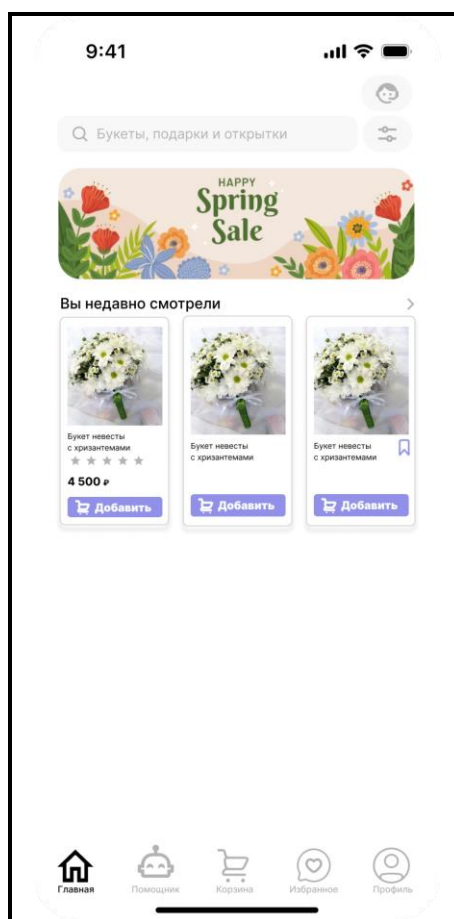 9:41
Букеты, подарки и открытки
HAPPY
Spring
Sale
Вы недавно смотрели
Букет невесты
с хризантемами
4 500 ₽
Добавить
Букет невесты
с хризантемами
Добавить
Букет невесты
с хризантемами
Добавить
Главная
Помощник
Корзина
Избранное
Профиль